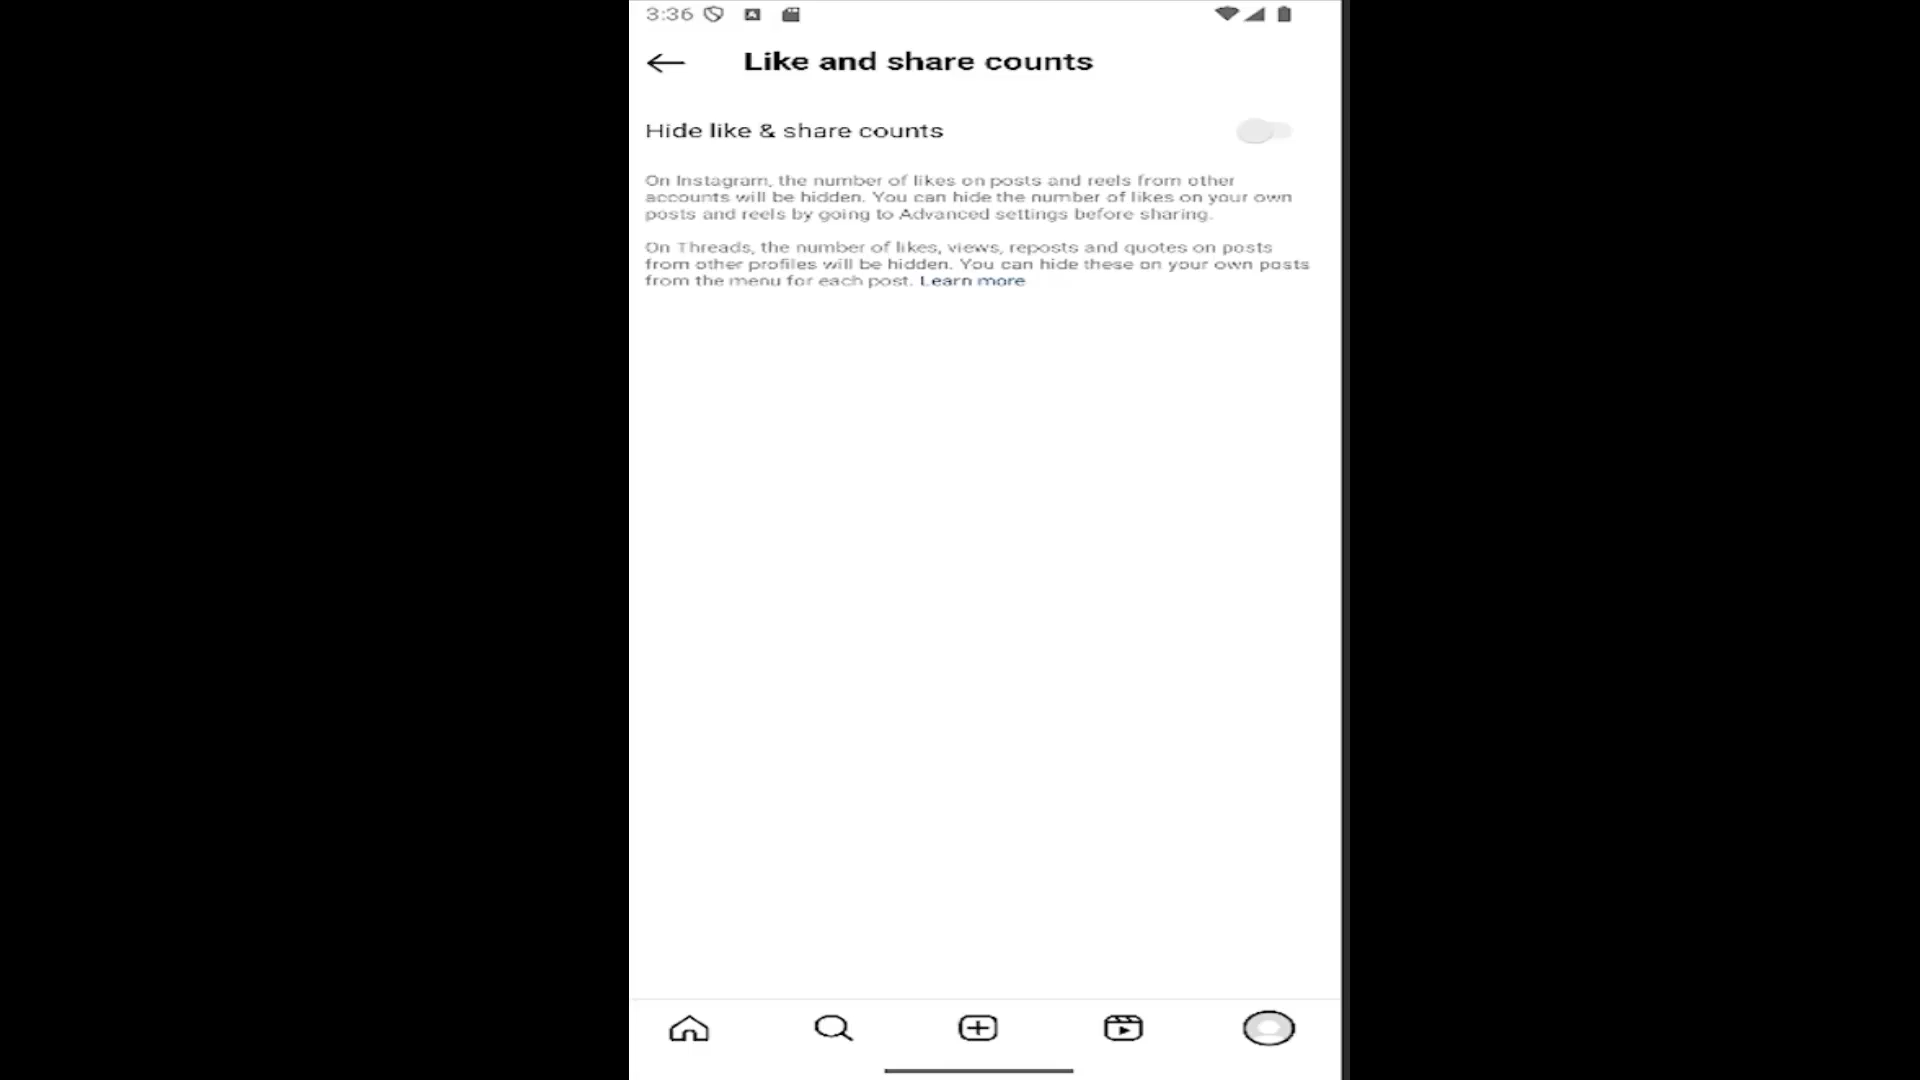 3:36
Like and share counts
Hide like & share counts
On Instagram, the number of likes on posts and reels from other
accounts will be hidden. You can hide the number of likes on your own
posts and reels by going to Advanced settings before sharing.
On Threads, the number of likes, views, reposts and quotes on posts
from other profiles will be hidden. You can hide these on your own posts
from the menu for each post. Learn more